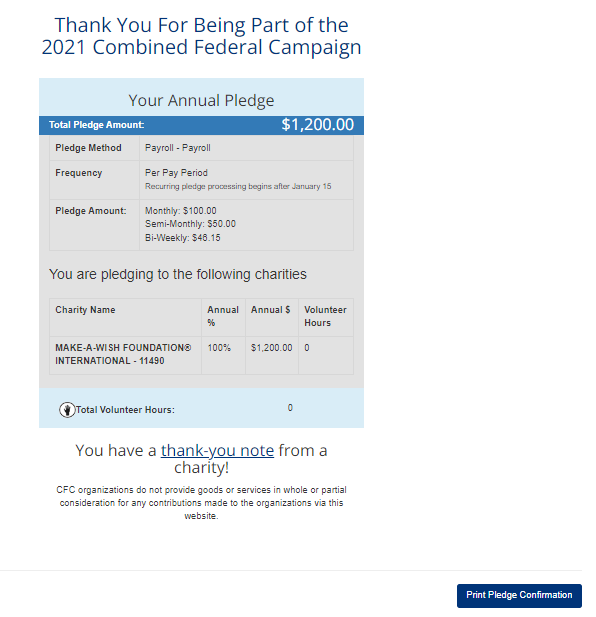 Thank You For Being Part of the
2021 Combined Federal Campaign
Your Annual Pledge
Total Pledge Amount: $1,200.00
Pledge Method Payroll - Payroll
Frequency Per Pay Period
Recurring pledge processing begins after January 15
Pledge Amount: Monthly: $100.00
Semi-Monthly: $50.00
Bi-Weekly: $46.15
You are pledging to the following charities
Charity Name Annual Annual $ Volunteer
% Hours
MAKE-A-WISH FOUNDATION® 100% $1,200.00 0
INTERNATIONAL - 11490
Total Volunteer Hours: 0
You have a thank-you note from a
charity!
CFC organizations do not provide goods or services in whole or partial
consideration for any contributions made to the organizations via this
website.
Print Pledge Confirmation